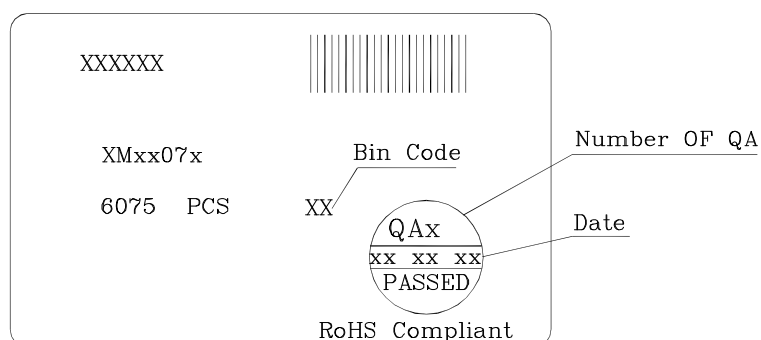 XXXXXX
XMxx07x
Bin Code
Number OF QA
6075 PCS
XX
QAx
Date
xx xx xx
PASSED
RoHS Compliant